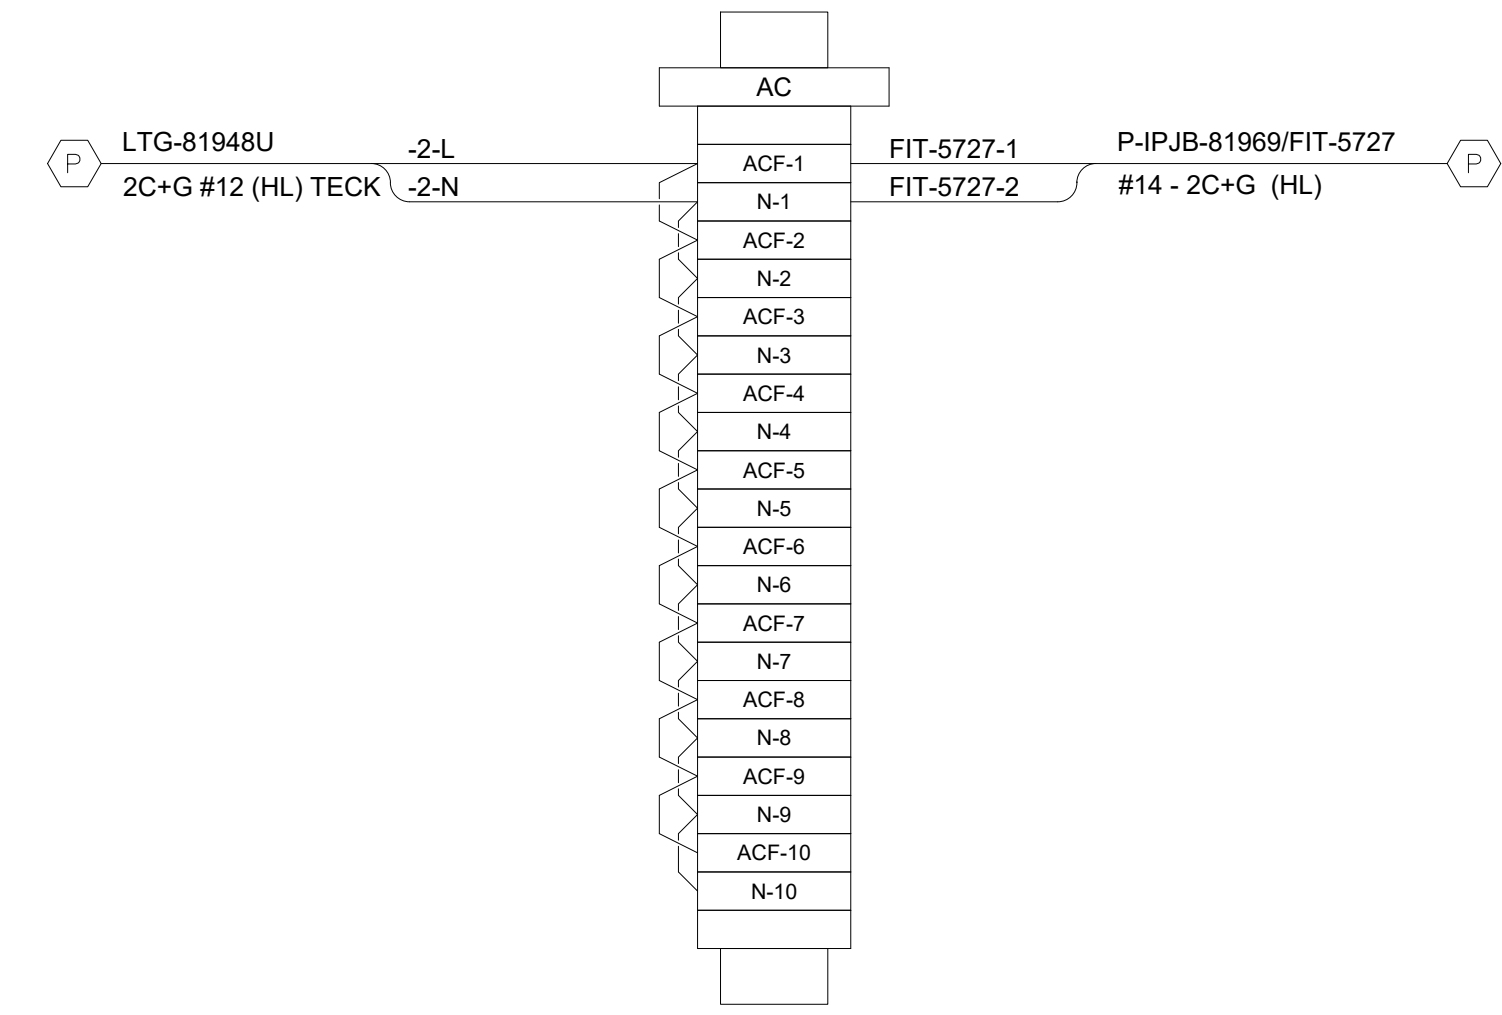 AC
P
LTG-81948U
2C+G #12 (HL) TECK
-2-L
-2-N
ACF-1
FIT-5727-1
P-IPJB-81969/FIT-5727
P
N-1
FIT-5727-2
#14 - 2C+G (HL)
ACF-2
N-2
ACF-3
N-3
ACF-4
N-4
ACF-5
N-5
ACF-6
N-6
ACF-7
N-7
ACF-8
N-8
ACF-9
N-9
ACF-10
N-10